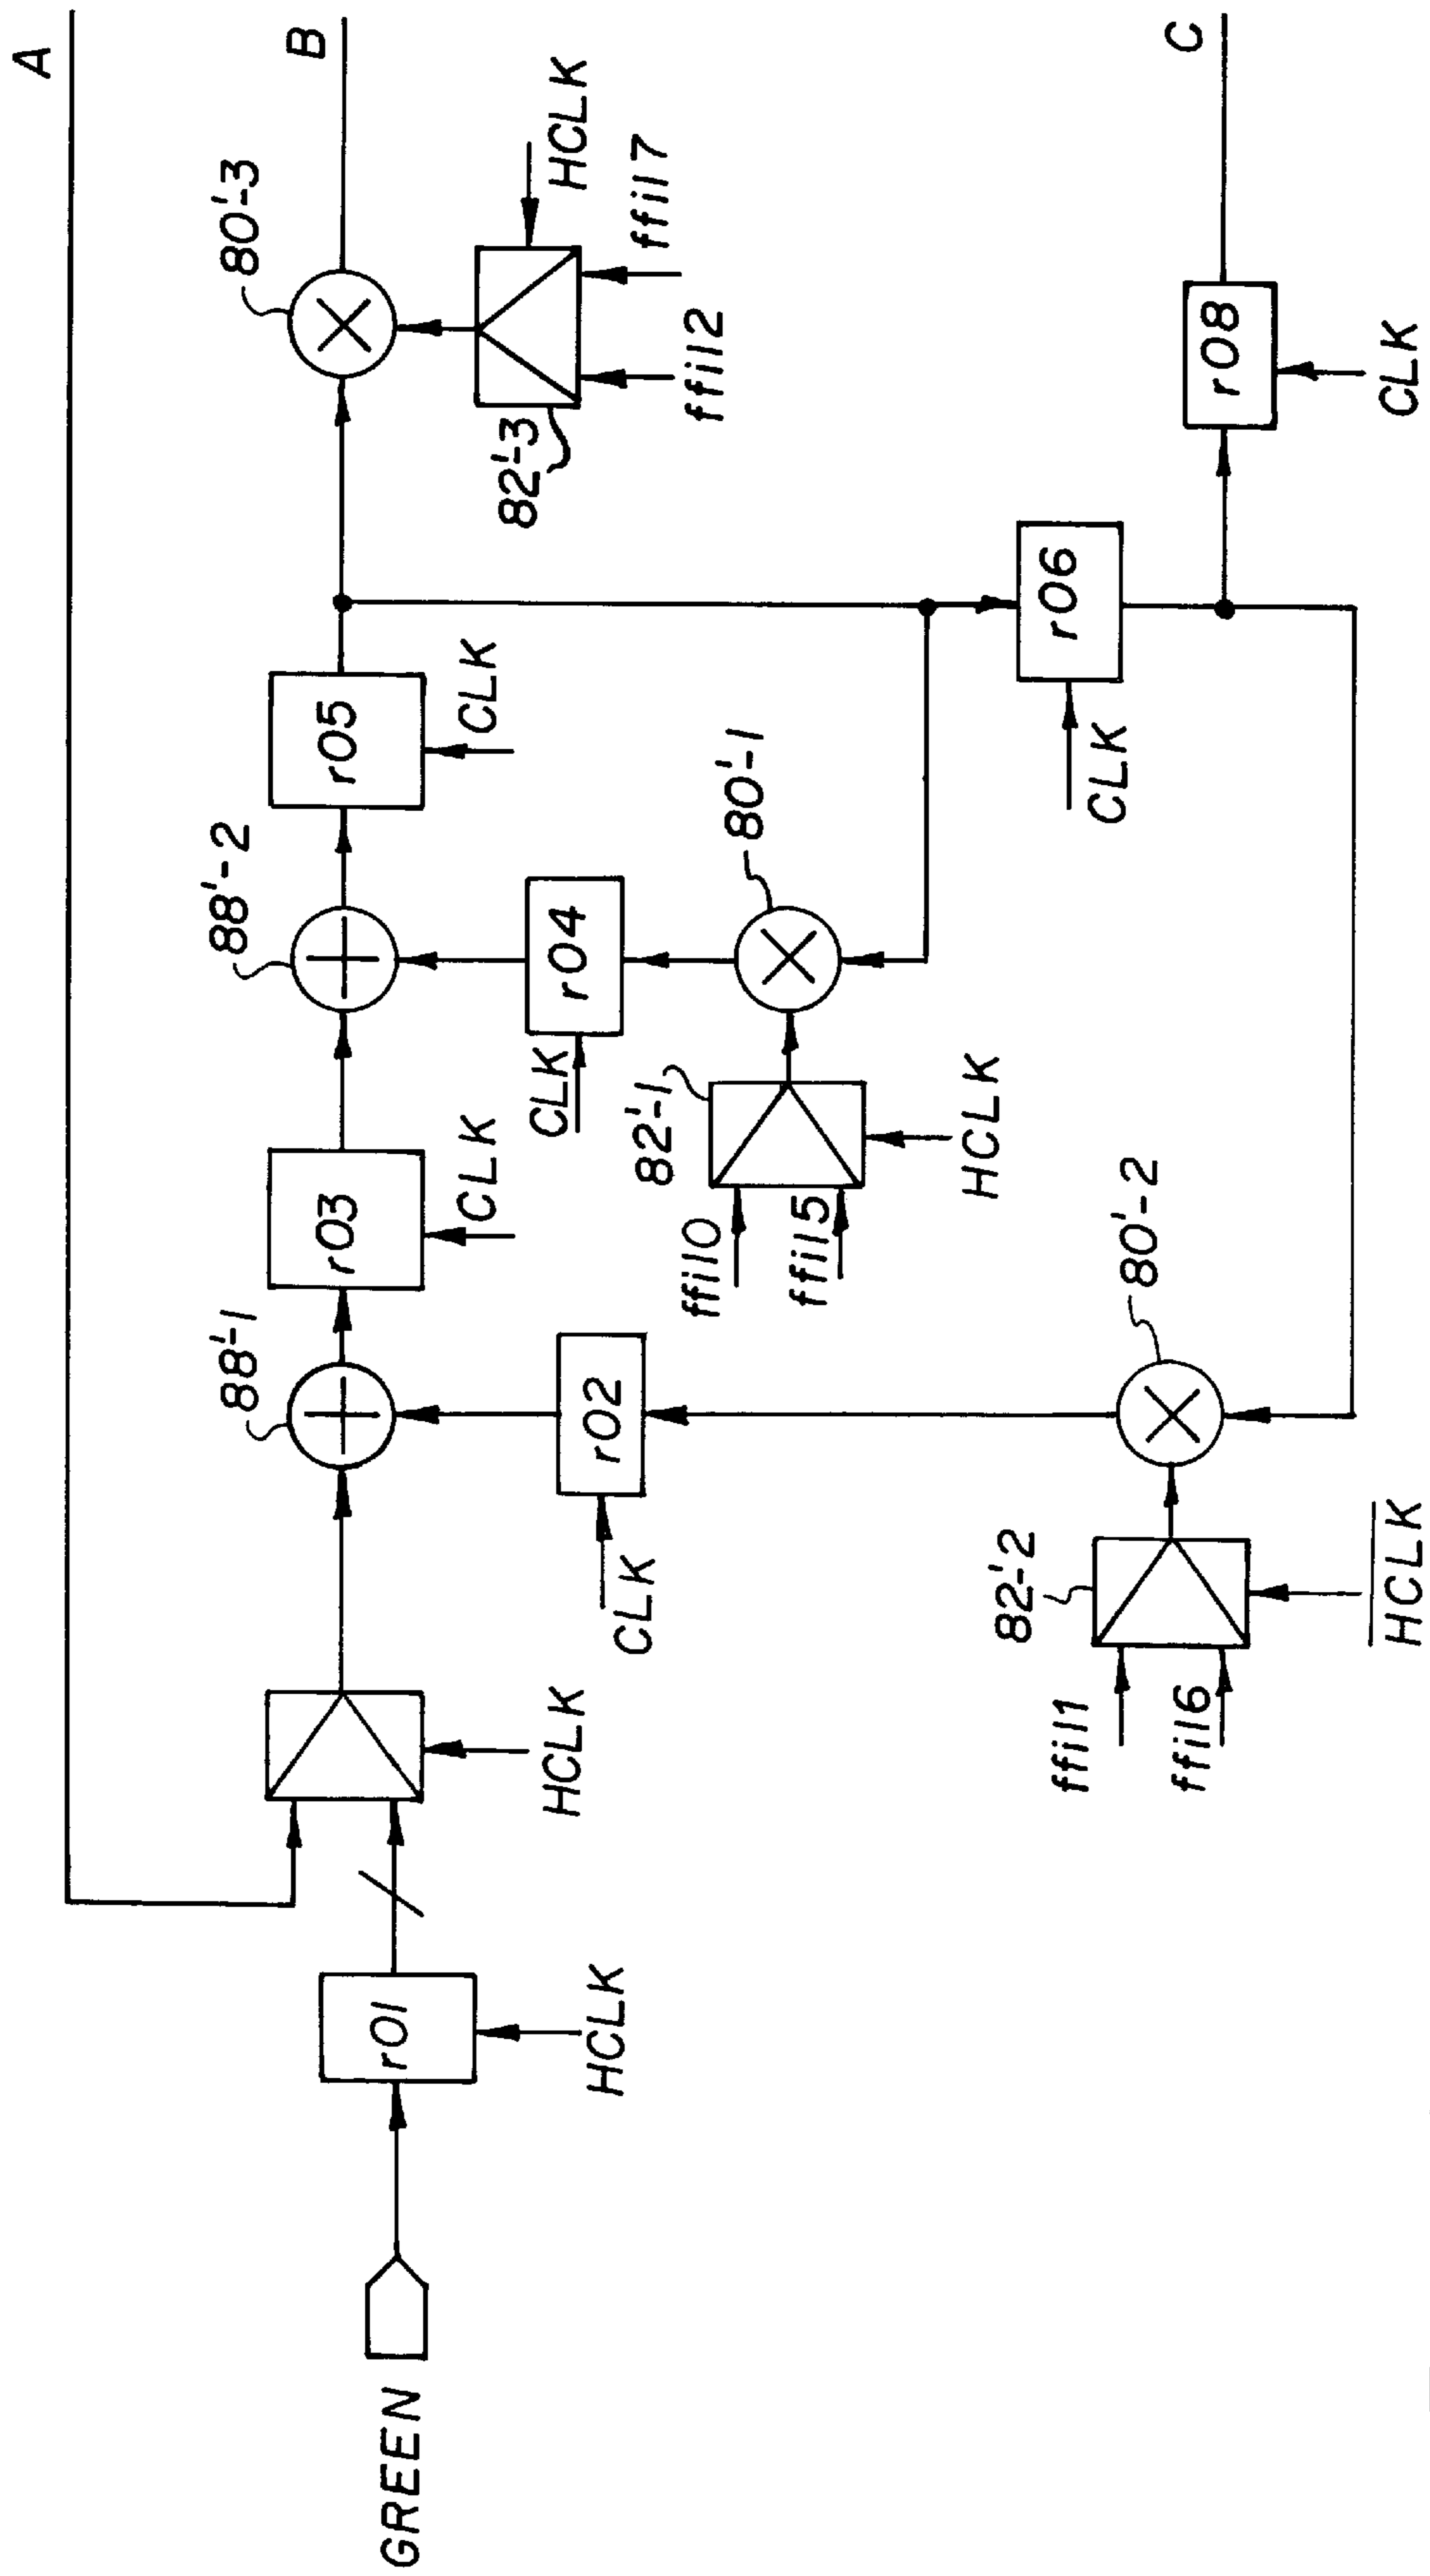 A
B
C
80'-3
HCLK
ffil7
ffil2
82'-3
r08
CLK
r05
CLK
88'-2
r06
CLK
r04
CLK
80'-1
82'-1
HCLK
ffil0
ffil5
r03
CLK
88'-1
r02
CLK
80'-2
82'-2
HCLK
ffil1
ffil6
HCLK
r01
HCLK
GREEN